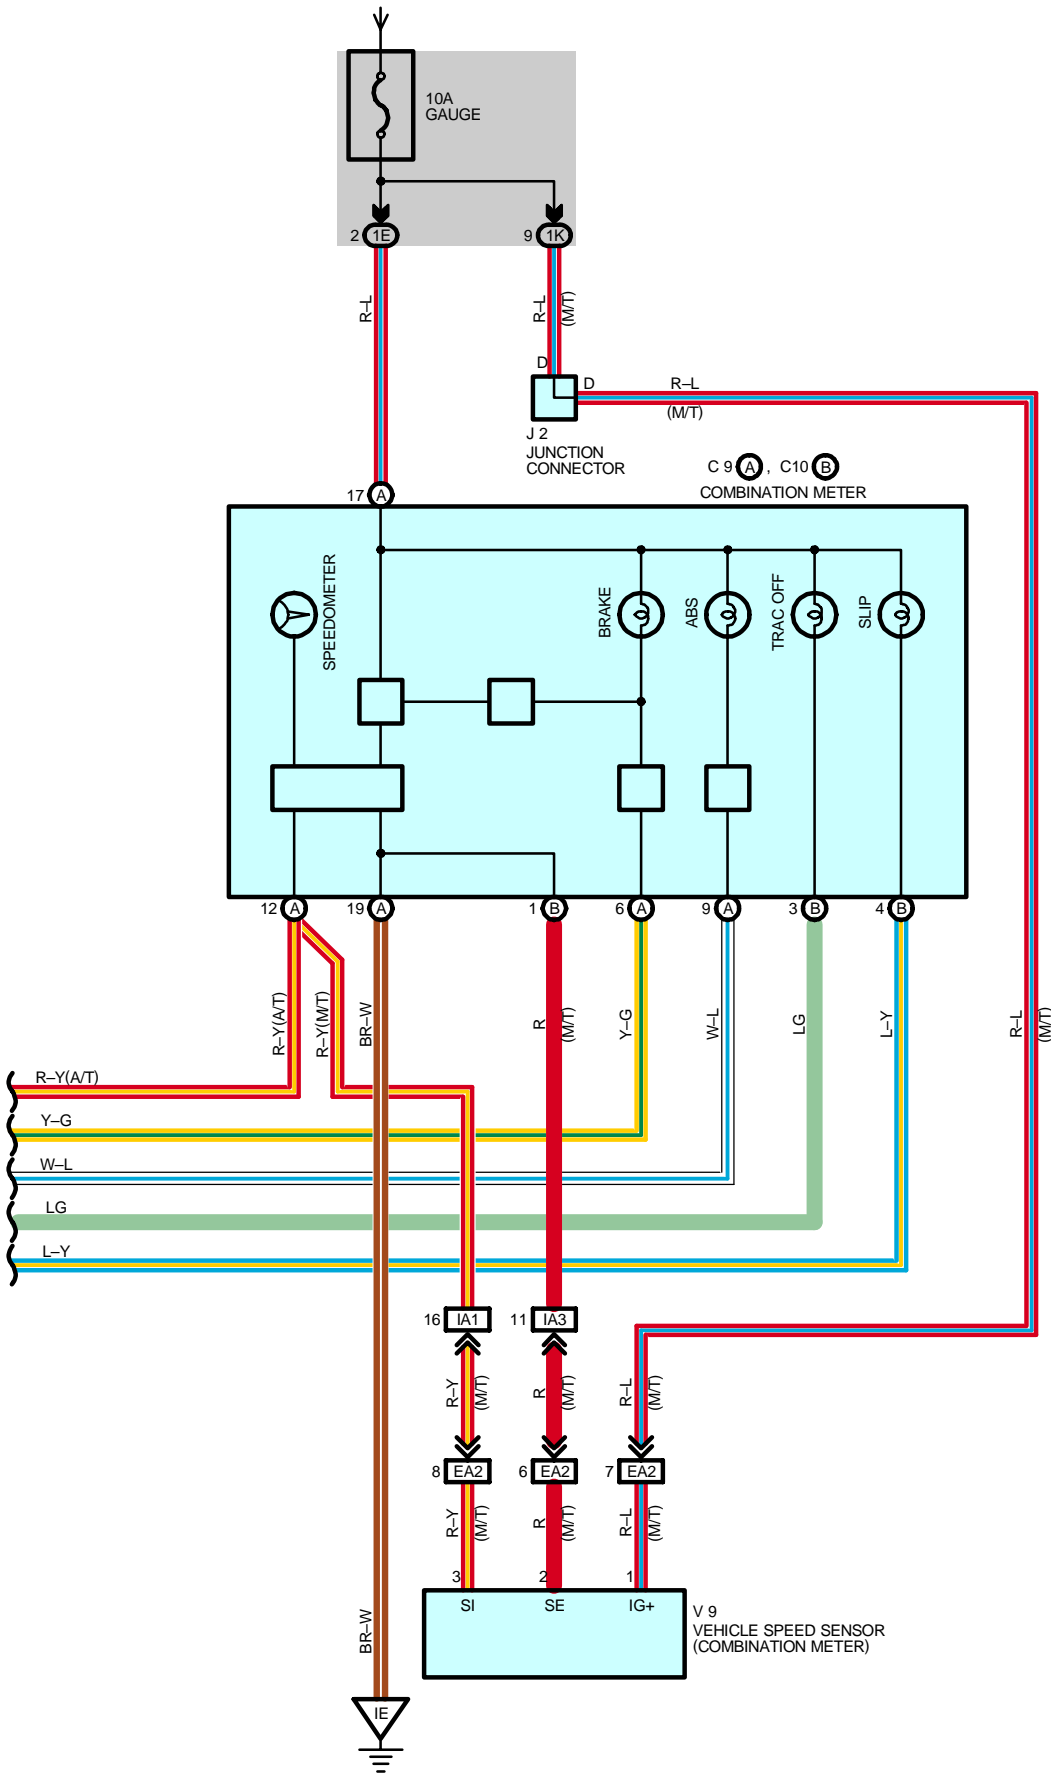 10A
GAUGE
2 1E
9 1K
R–L
R–L
(M/T)
D
D
R–L
(M/T)
J 2
JUNCTION
CONNECTOR
C 9 A , C10 B
COMBINATION METER
17 A
SPEEDOMETER
BRAKE
ABS
TRAC OFF
SLIP
12 A
19 A
1 B
6 A
9 A
3 B
4 B
R–Y(A/T)
R–Y(M/T)
BR–W
R
(M/T)
Y–G
W–L
LG
L–Y
R–L
(M/T)
R–Y(A/T)
Y–G
W–L
LG
L–Y
16 IA1
11 IA3
R–Y
(M/T)
R
(M/T)
R–L
(M/T)
8 EA2
6 EA2
7 EA2
R–Y
(M/T)
R
(M/T)
R–L
(M/T)
3
2
1
SI
SE
IG+
V 9
VEHICLE SPEED SENSOR
(COMBINATION METER)
BR–W
IE